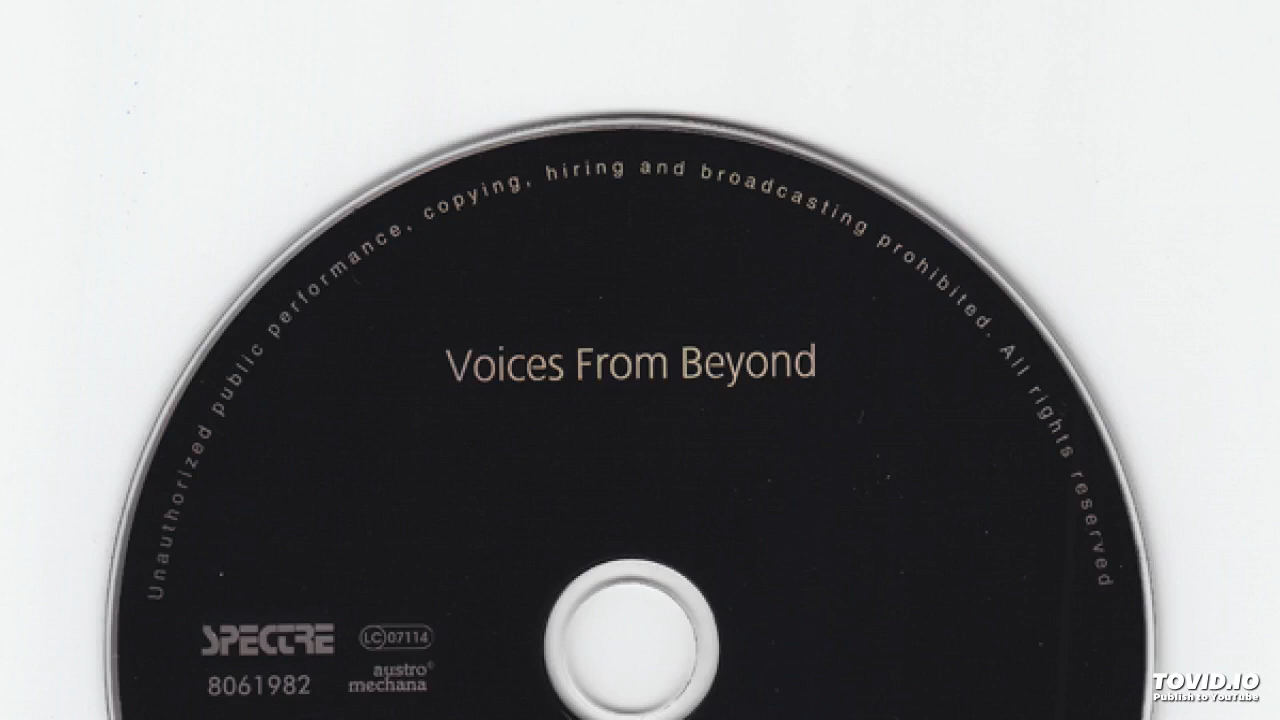 Unauthorized public performance, copying, hiring and broadcasting prohibited. All rights reserved
Voices From Beyond
SPECTRE
LC 07114
8061982
austro®
mechana
TOVID.IO
Publish to YouTube